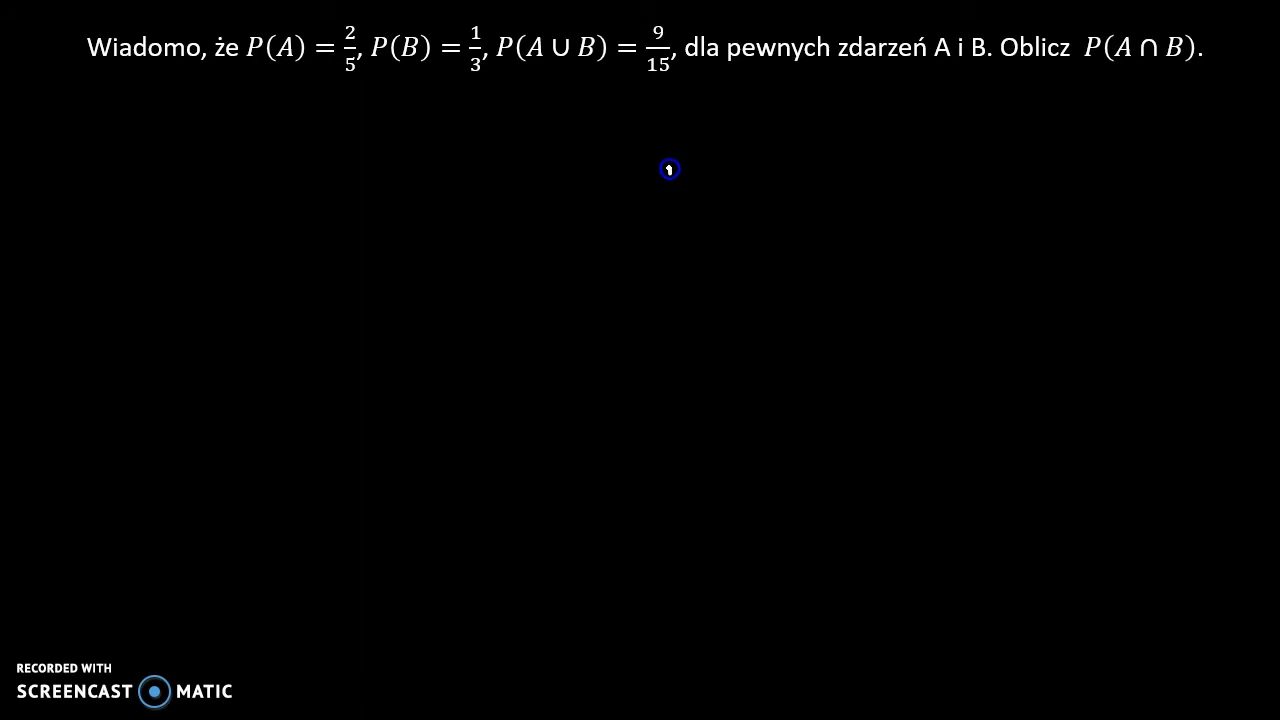 Wiadomo, że P(A) = 2/5, P(B) = 1/3, P(A ∪ B) = 9/15, dla pewnych zdarzeń A i B. Oblicz P(A ∩ B).
RECORDED WITH
SCREENCAST MATIC